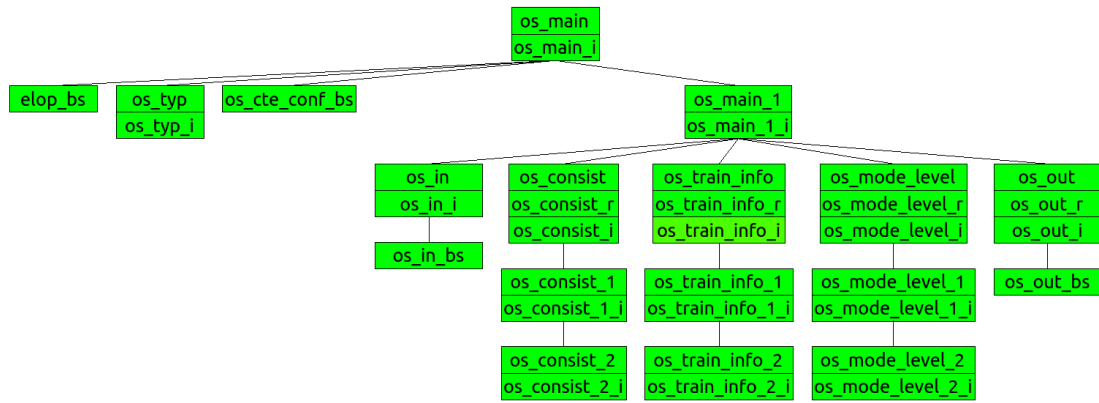 os_main
os_main_i
elop_bs
os_typ
os_typ_i
os_cte_conf_bs
os_main_1
os_main_1_i
os_in
os_in_i
os_in_bs
os_consist
os_consist_r
os_consist_i
os_consist_1
os_consist_1_i
os_consist_2
os_consist_2_i
os_train_info
os_train_info_r
os_train_info_i
os_train_info_1
os_train_info_1_i
os_train_info_2
os_train_info_2_i
os_mode_level
os_mode_level_r
os_mode_level_i
os_mode_level_1
os_mode_level_1_i
os_mode_level_2
os_mode_level_2_i
os_out
os_out_r
os_out_i
os_out_bs